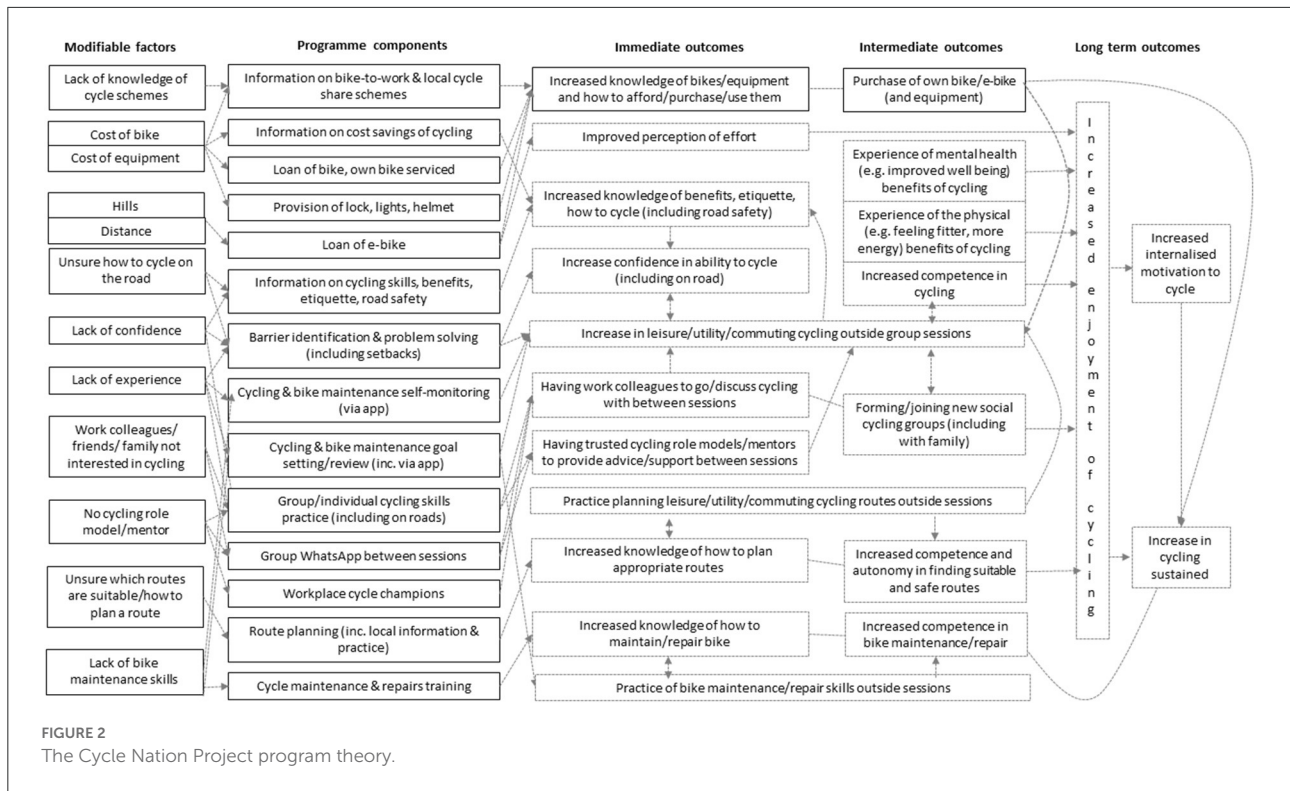 Modifiable factors
Programme components
Immediate outcomes
Intermediate outcomes
Long term outcomes
Lack of knowledge of
cycle schemes
Cost of bike
Cost of equipment
Hills
Distance
Unsure how to cycle on
the road
Lack of confidence
Lack of experience
Work colleagues/
friends/ family not
interested in cycling
No cycling role
model/mentor
Unsure which routes
are suitable/how to
plan a route
Lack of bike
maintenance skills
Information on bike-to-work & local cycle
share schemes
Information on cost savings of cycling
Loan of bike, own bike serviced
Provision of lock, lights, helmet
Loan of e-bike
Information on cycling skills, benefits,
etiquette, road safety
Barrier identification & problem solving
(including setbacks)
Cycling & bike maintenance self-monitoring
(via app)
Cycling & bike maintenance goal
setting/review (inc. via app)
Group/individual cycling skills
practice (including on roads)
Group WhatsApp between sessions
Workplace cycle champions
Route planning (inc. local information &
practice)
Cycle maintenance & repairs training
Increased knowledge of bikes/equipment
and how to afford/purchase/use them
Improved perception of effort
Increased knowledge of benefits, etiquette,
how to cycle (including road safety)
Increase confidence in ability to cycle
(including on road)
Increase in leisure/utility/commuting cycling outside group sessions
Having work colleagues to go/discuss cycling
with between sessions
Having trusted cycling role models/mentors
to provide advice/support between sessions
Practice planning leisure/utility/commuting cycling routes outside sessions
Increased knowledge of how to plan
appropriate routes
Increased knowledge of how to
maintain/repair bike
Practice of bike maintenance/repair skills outside sessions
Purchase of own bike/e-bike
(and equipment)
Experience of mental health
(e.g. improved well being)
benefits of cycling
Experience of the physical
(e.g. feeling fitter, more
energy) benefits of cycling
Increased competence in
cycling
Forming/joining new social
cycling groups (including
with family)
Increased competence and
autonomy in finding suitable
and safe routes
Increased competence in
bike maintenance/repair
Increased enjoyment of cycling
Increased
internalised
motivation to
cycle
Increase in
cycling
sustained
FIGURE 2
The Cycle Nation Project program theory.